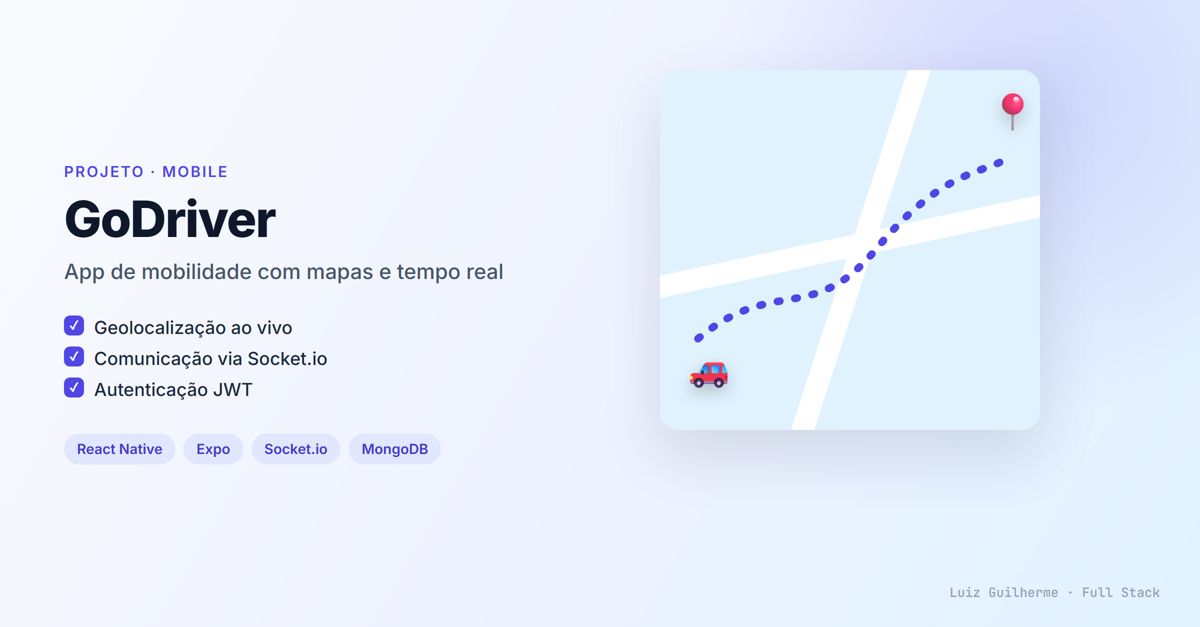 PROJETO · MOBILE
GoDriver
App de mobilidade com mapas e tempo real
Geolocalização ao vivo
Comunicação via Socket.io
Autenticação JWT
React Native Expo Socket.io MongoDB
Luiz Guilherme · Full Stack